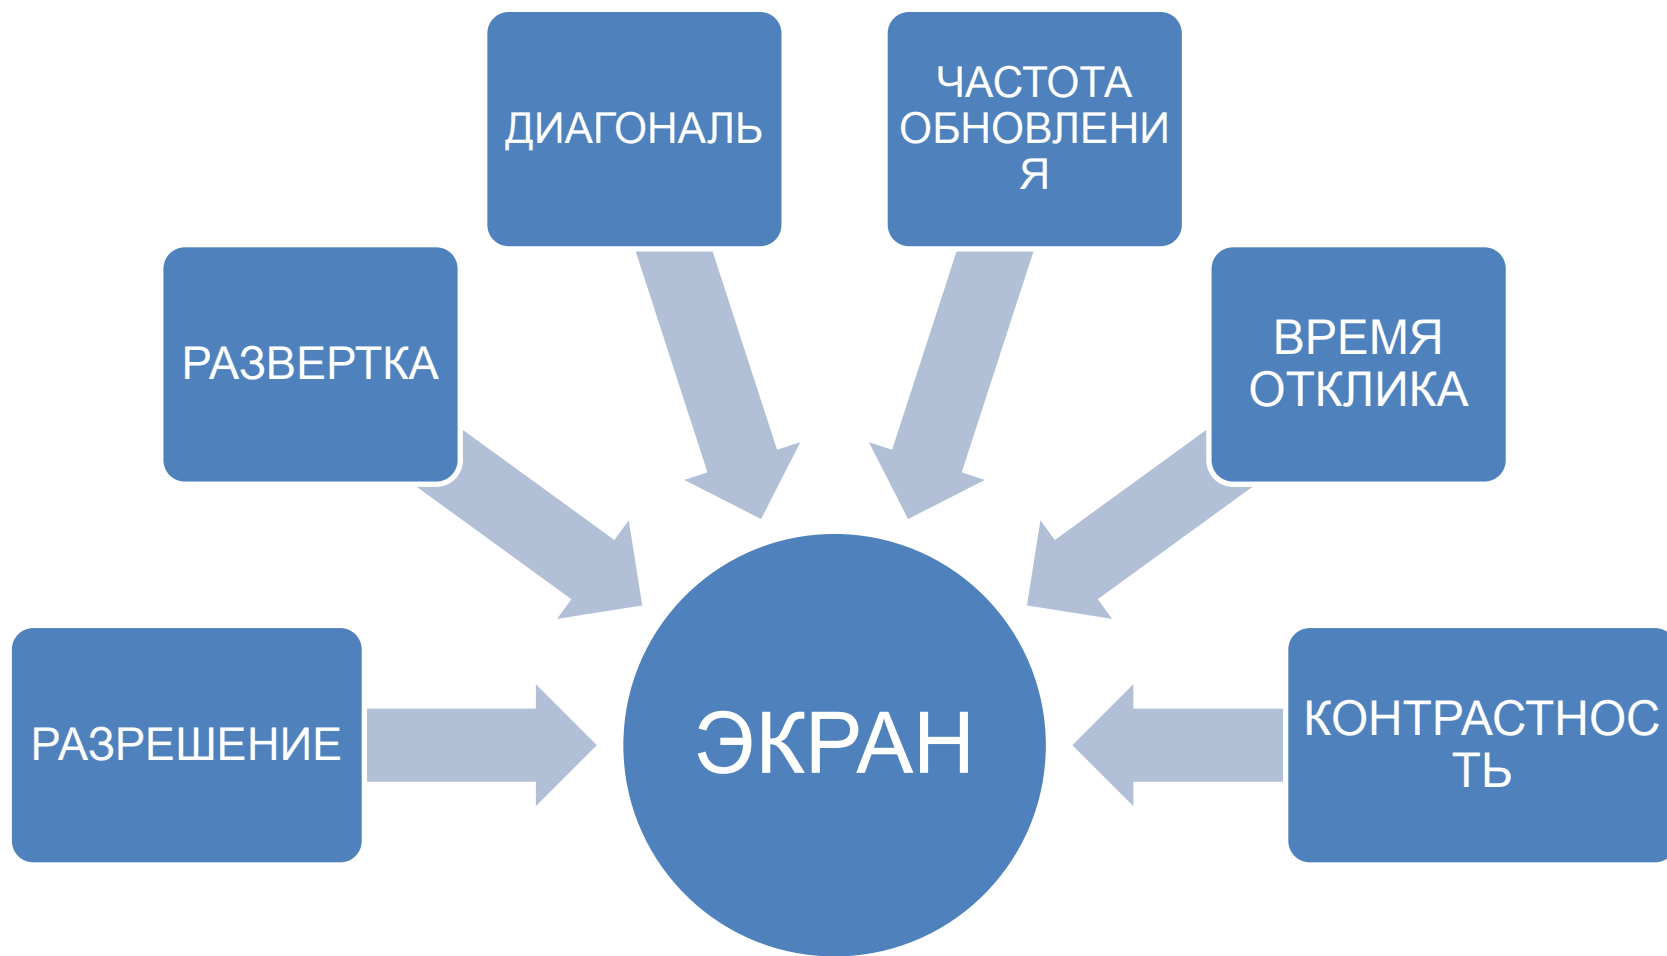 ДИАГОНАЛЬ
ЧАСТОТА
ОБНОВЛЕНИ
Я
РАЗВЕРТКА
ВРЕМЯ
ОТКЛИКА
РАЗРЕШЕНИЕ
ЭКРАН
КОНТРАСТНОС
ТЬ